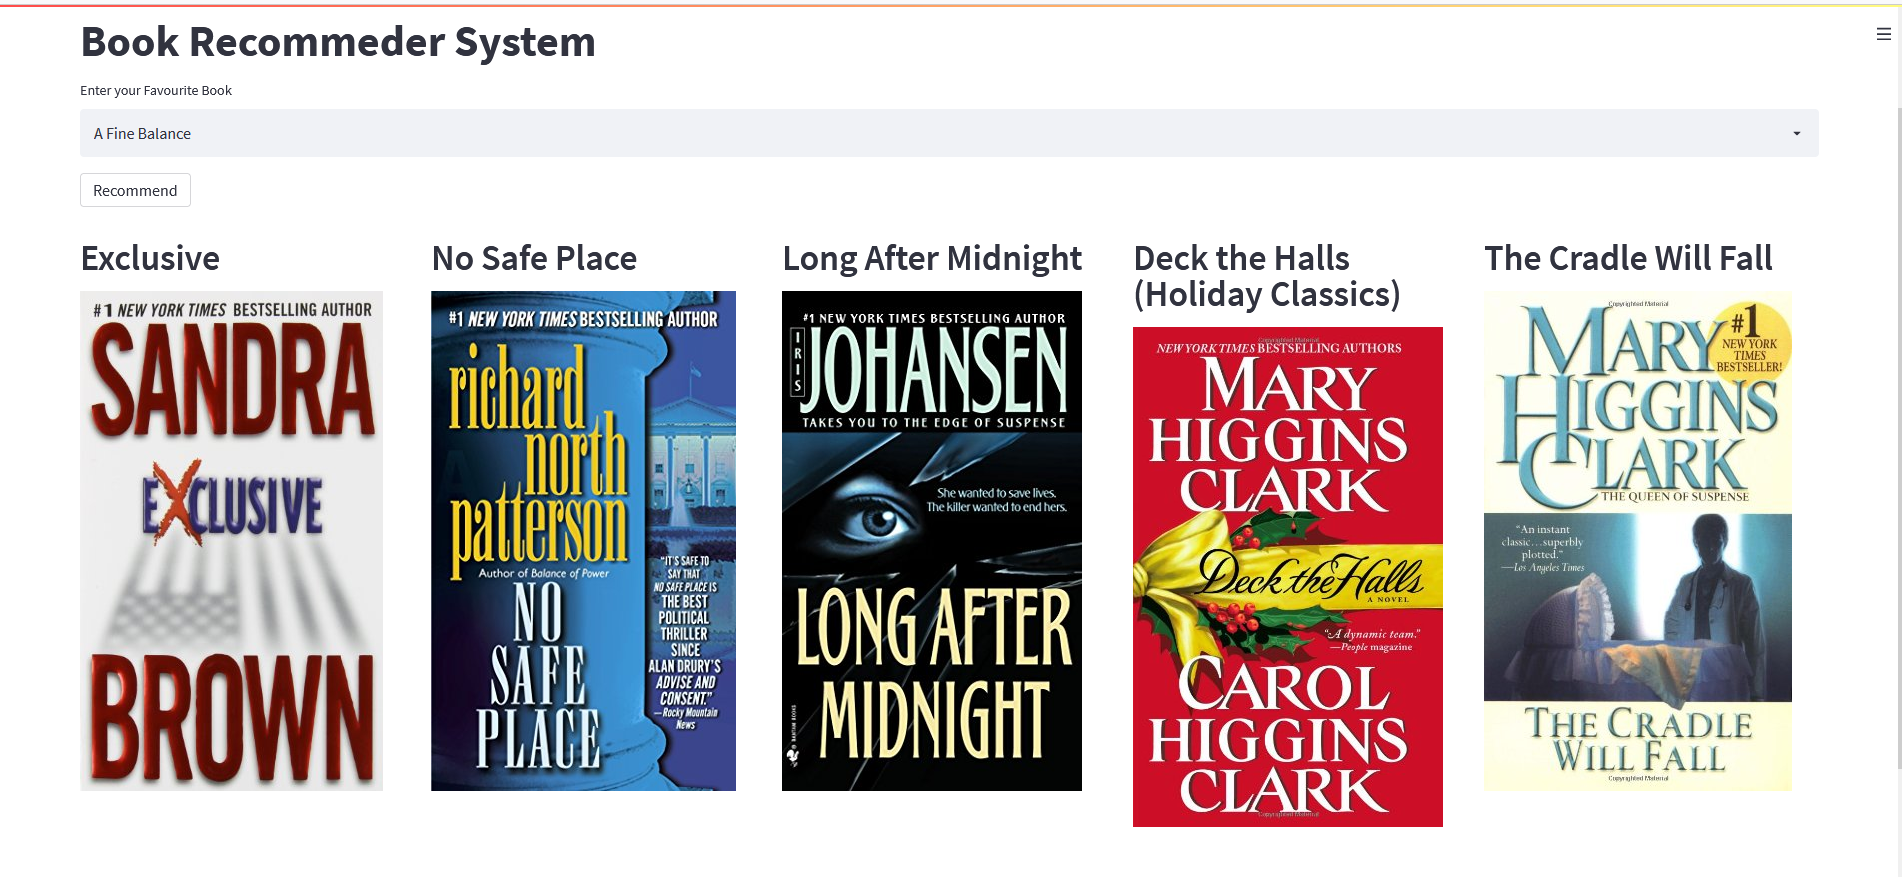 Book Recommeder System
Enter your Favourite Book
A Fine Balance
Recommend
Exclusive
#1 NEW YORK TIMES BESTSELLING AUTHOR
SANDRA
EXCLUSIVE
BROWN
No Safe Place
#1 NEW YORK TIMES BESTSELLING AUTHOR
richard
north
patterson
Author of Balance of Power
NO
SAFE
PLACE
"IT'S SAFE TO
SAY THAT
NO SAFE PLACE IS
THE BEST
POLITICAL
THRILLER
SINCE
ALAN DRURY'S
ADVISE AND
CONSENT."
—Rocky Mountain
News
Long After Midnight
#1 NEW YORK TIMES BESTSELLING AUTHOR
IRIS
JOHANSEN
TAKES YOU TO THE EDGE OF SUSPENSE
She wanted to save lives.
The killer wanted to end hers.
LONG AFTER
MIDNIGHT
BANTAM BOOKS
Deck the Halls
(Holiday Classics)
Copyrighted Material
NEW YORK TIMES BESTSELLING AUTHORS
MARY
HIGGINS
CLARK
Deck the Halls
A NOVEL
"A dynamic team."
—People magazine
CAROL
HIGGINS
CLARK
Copyrighted Material
The Cradle Will Fall
Copyrighted Material
MARY
HIGGINS
CLARK
#1
NEW YORK
TIMES
BESTSELLER!
THE QUEEN OF SUSPENSE
"An instant
classic...superbly
plotted."
—Los Angeles Times
THE CRADLE
WILL FALL
Copyrighted Material